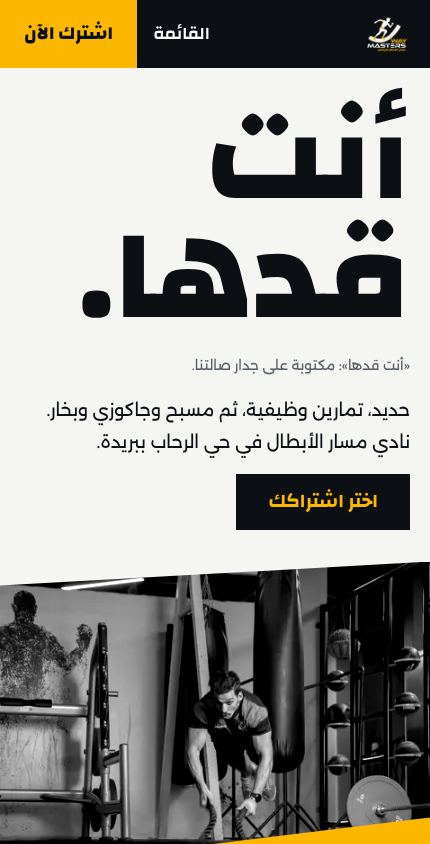 WAY
MASTERS
القائمة
اشترك الآن
أنت
قدها.
«أنت قدها»: مكتوبة على جدار صالتنا.
حديد، تمارين وظيفية، ثم مسبح وجاكوزي وبخار.
نادي مسار الأبطال في حي الرحاب ببريدة.
اختر اشتراكك